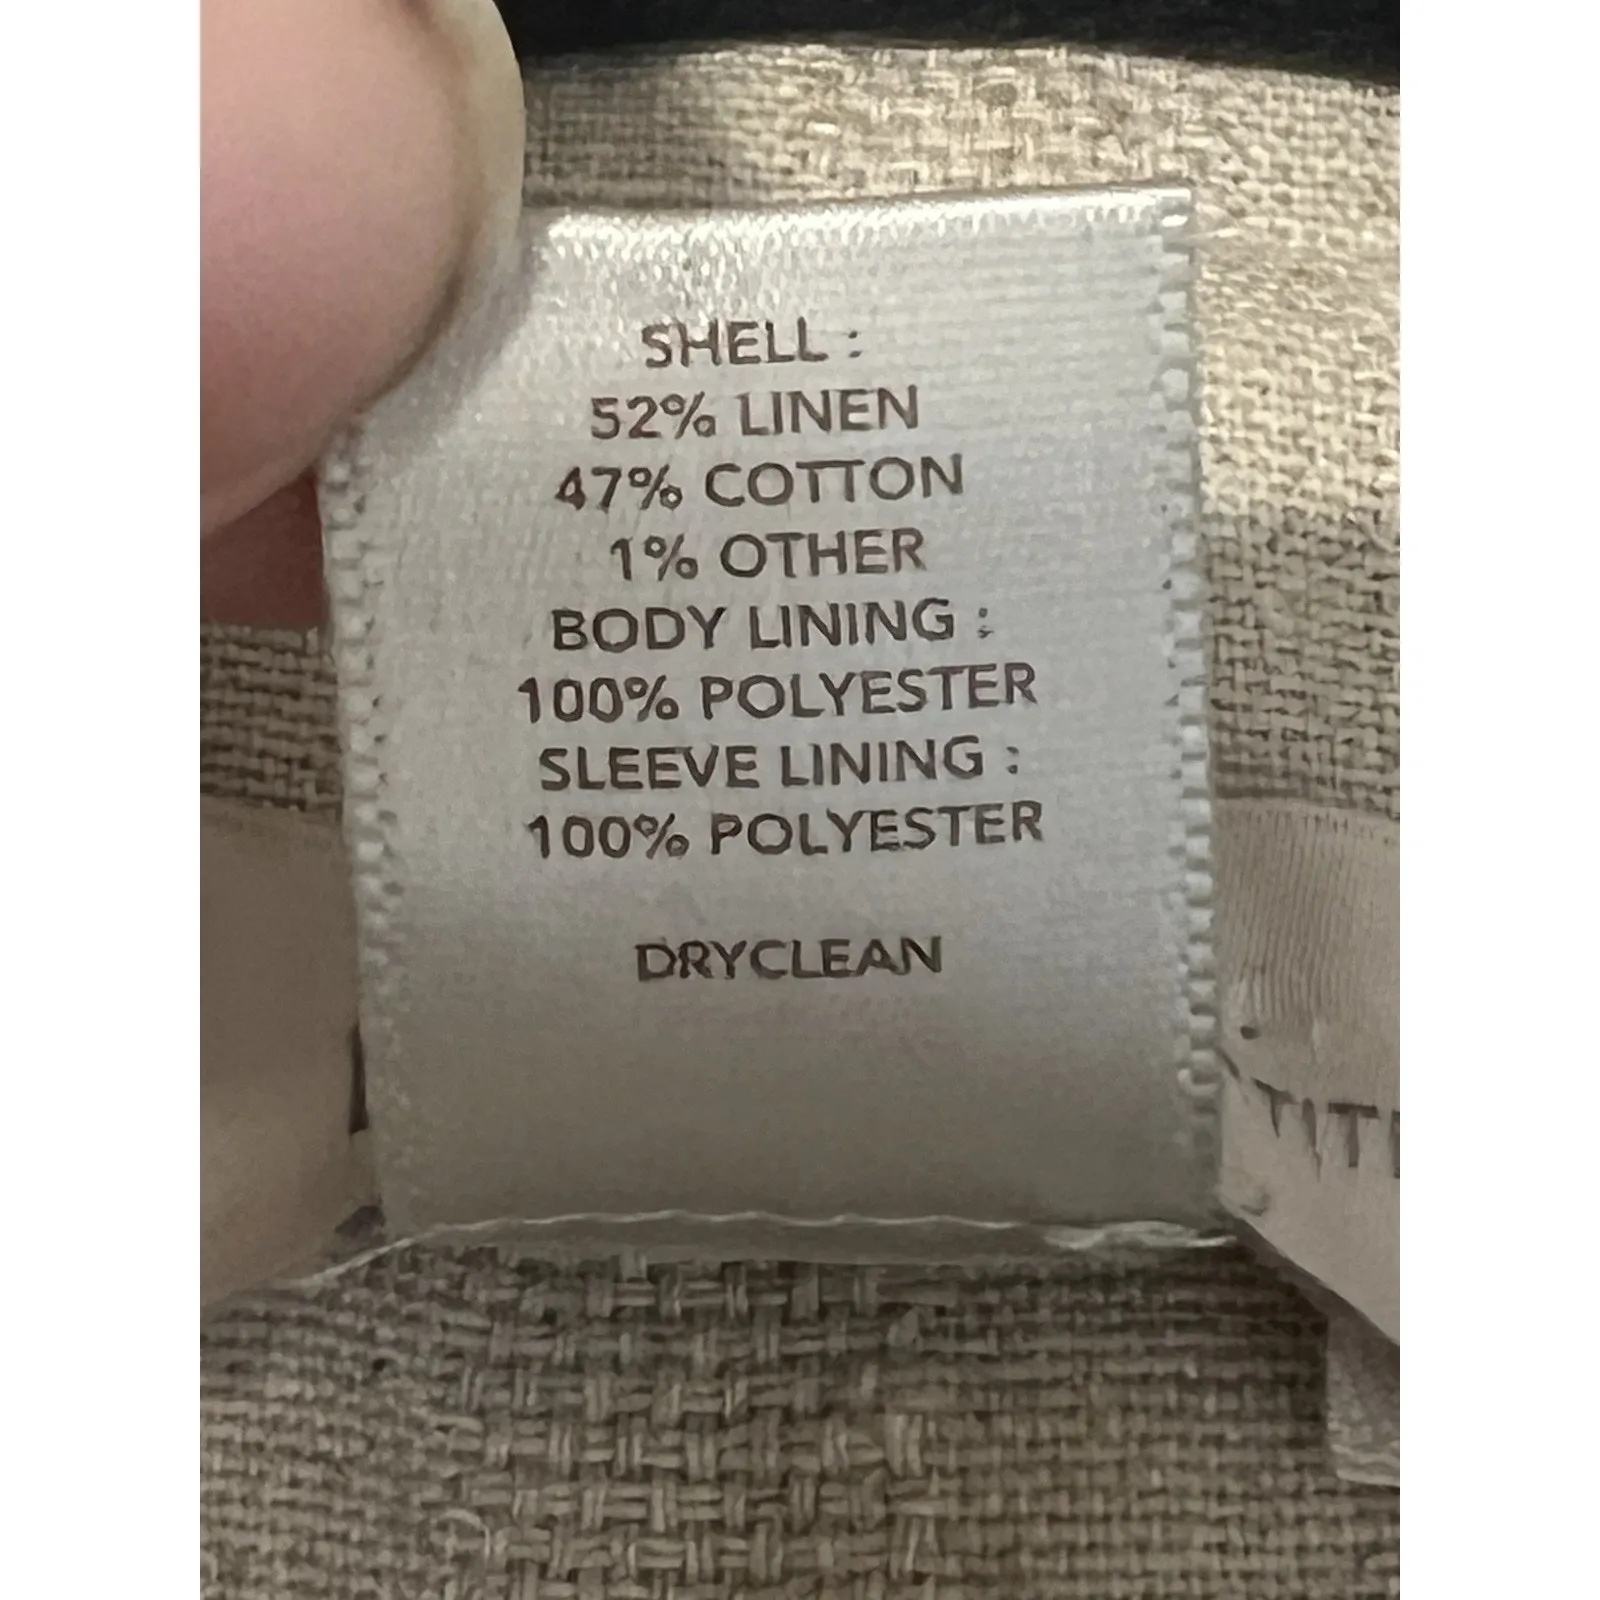 SHELL :
52% LINEN
47% COTTON
1% OTHER
BODY LINING :
100% POLYESTER
SLEEVE LINING :
100% POLYESTER
DRYCLEAN